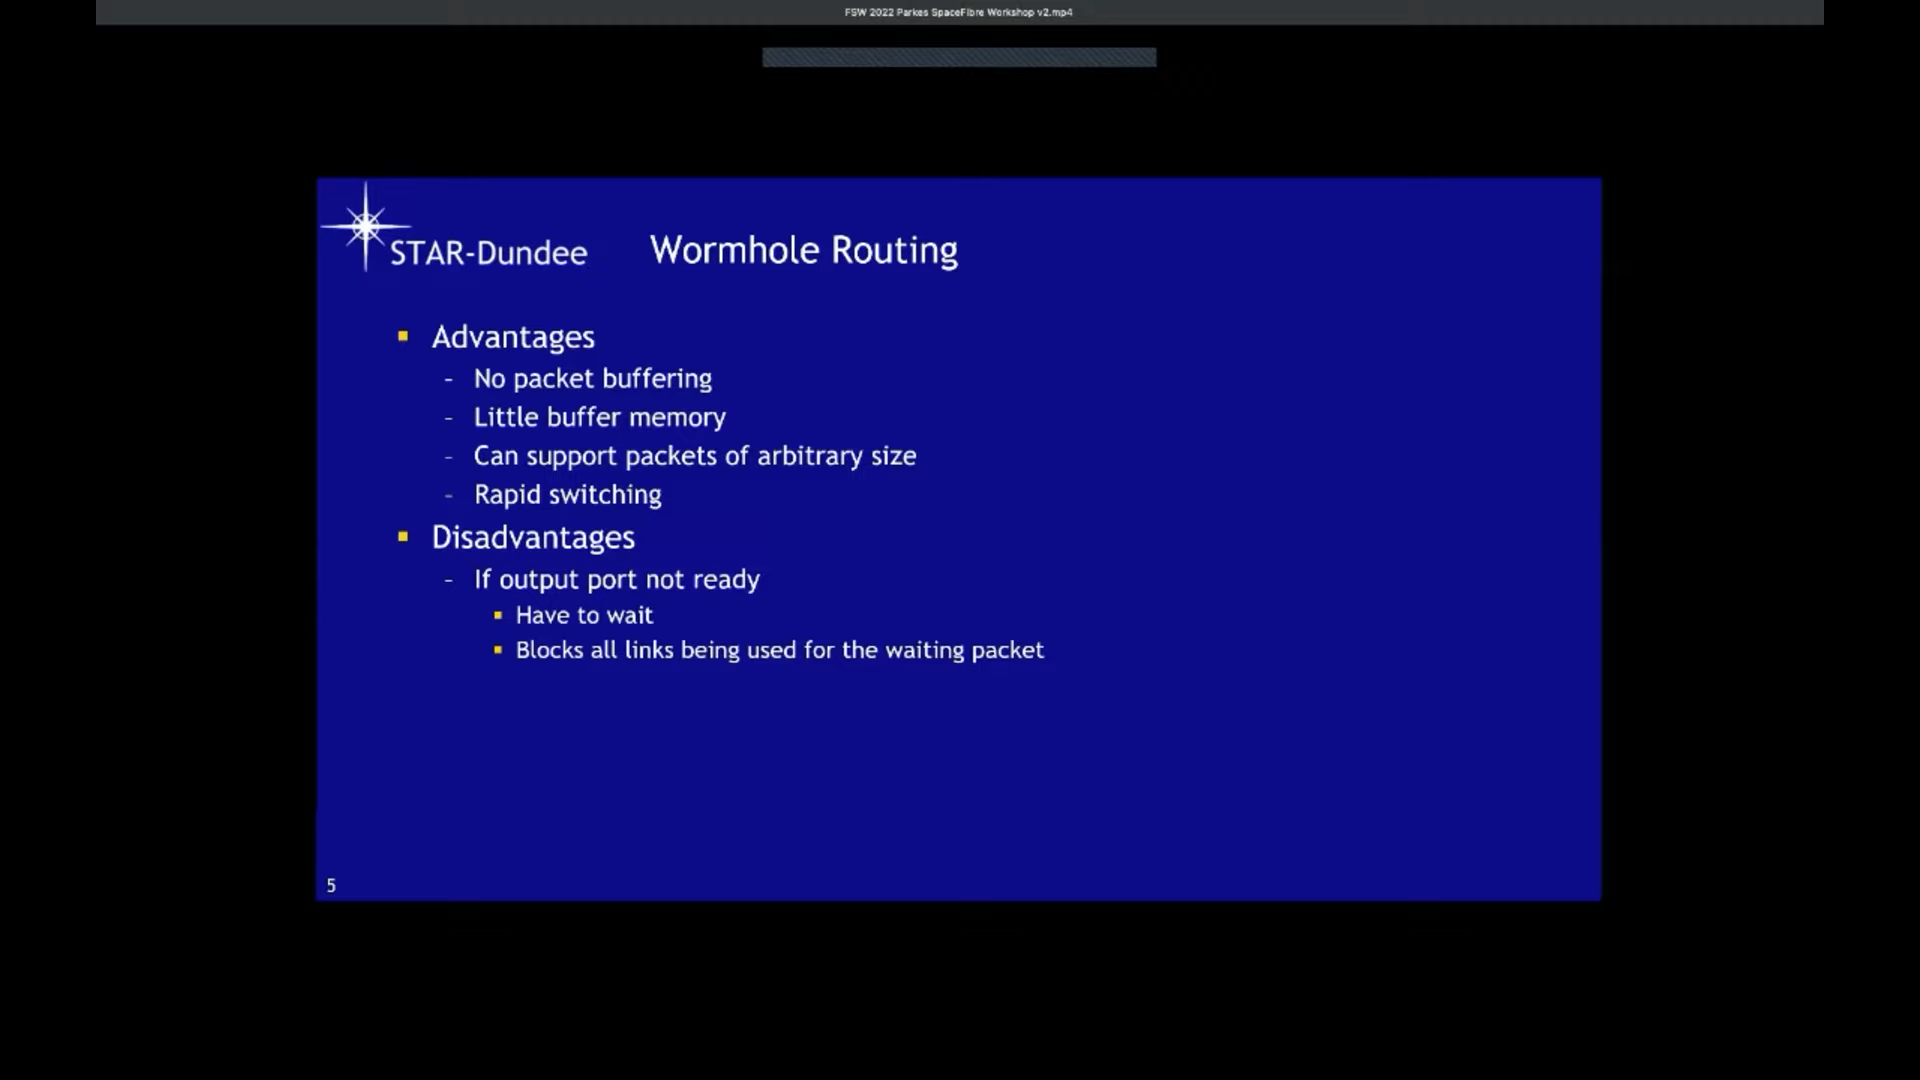 FSW 2022 Parkes SpaceFibre Workshop v2.mp4
STAR-Dundee
Wormhole Routing
▪ Advantages
- No packet buffering
- Little buffer memory
- Can support packets of arbitrary size
- Rapid switching
▪ Disadvantages
- If output port not ready
▪ Have to wait
▪ Blocks all links being used for the waiting packet
5